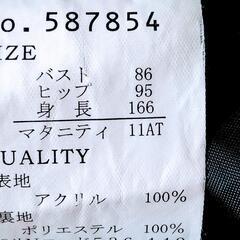 o. 587854
IZE
バスト 86
ヒップ 95
身長 166
マタニティ 11AT
UALITY
表地
アクリル 100%
裏地
ポリエステル 100%